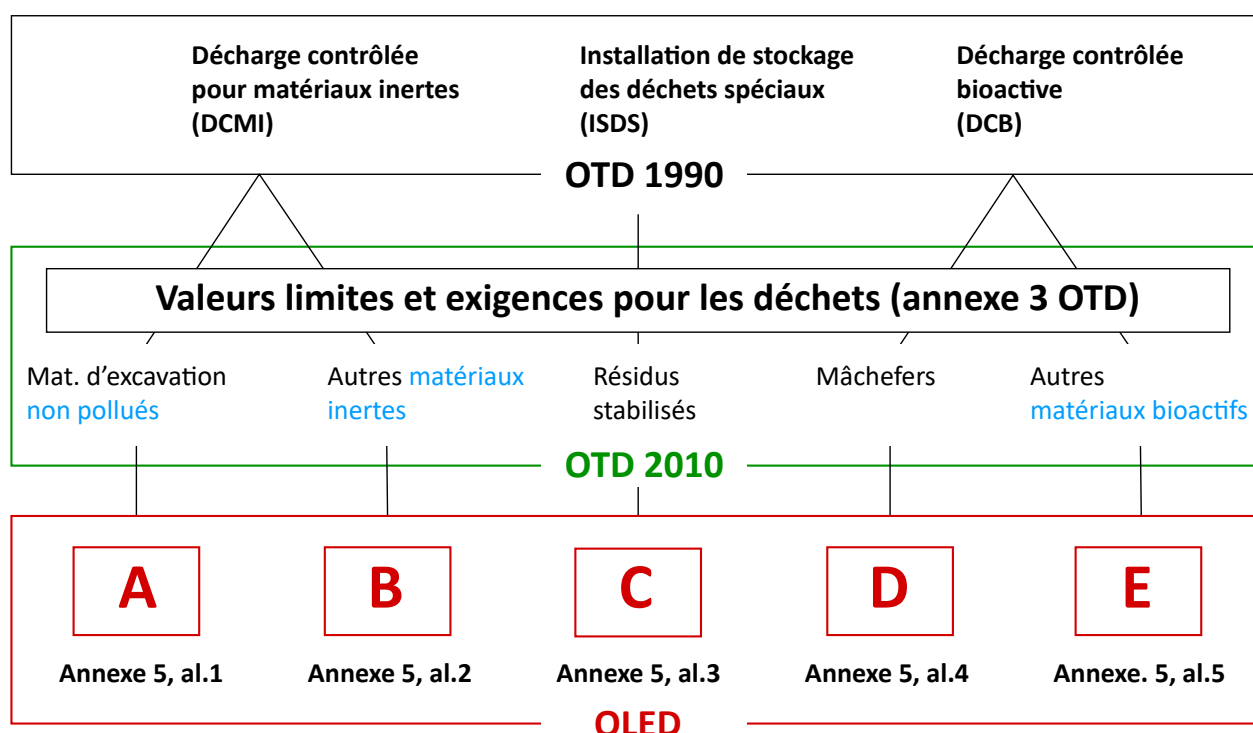 Décharge contrôlée
pour matériaux inertes
(DCMI)
Installation de stockage
des déchets spéciaux
(ISDS)
Décharge contrôlée
bioactive
(DCB)
OTD 1990
Valeurs limites et exigences pour les déchets (annexe 3 OTD)
Mat. d’excavation
non pollués
Autres matériaux
inertes
Résidus
stabilisés
Mâchefers
Autres
matériaux bioactifs
OTD 2010
A
B
C
D
E
Annexe 5, al.1
Annexe 5, al.2
Annexe 5, al.3
Annexe 5, al.4
Annexe. 5, al.5
OLED